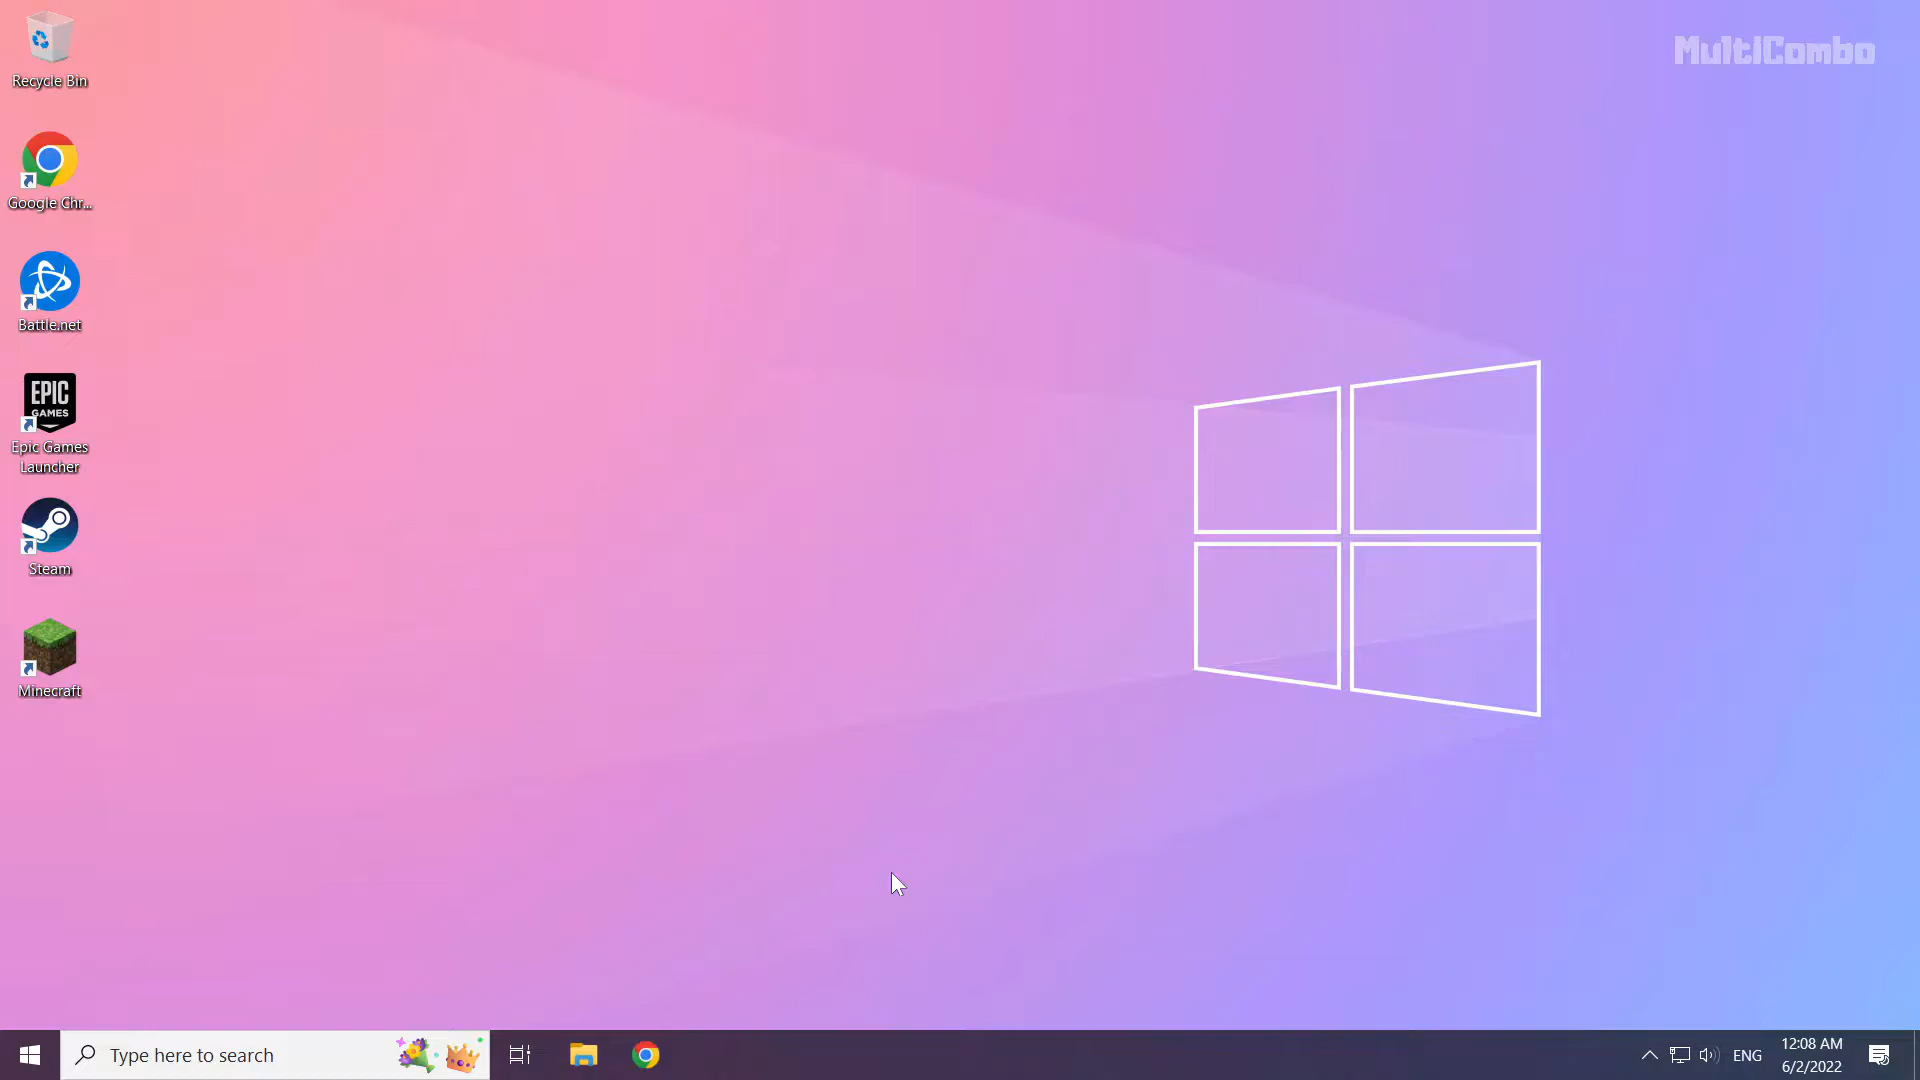 MultiCombo
Recycle Bin
Google Chr...
Battle.net
EPIC
GAMES
Epic Games
Launcher
Steam
Minecraft
Type here to search
ENG
12:08 AM
6/2/2022